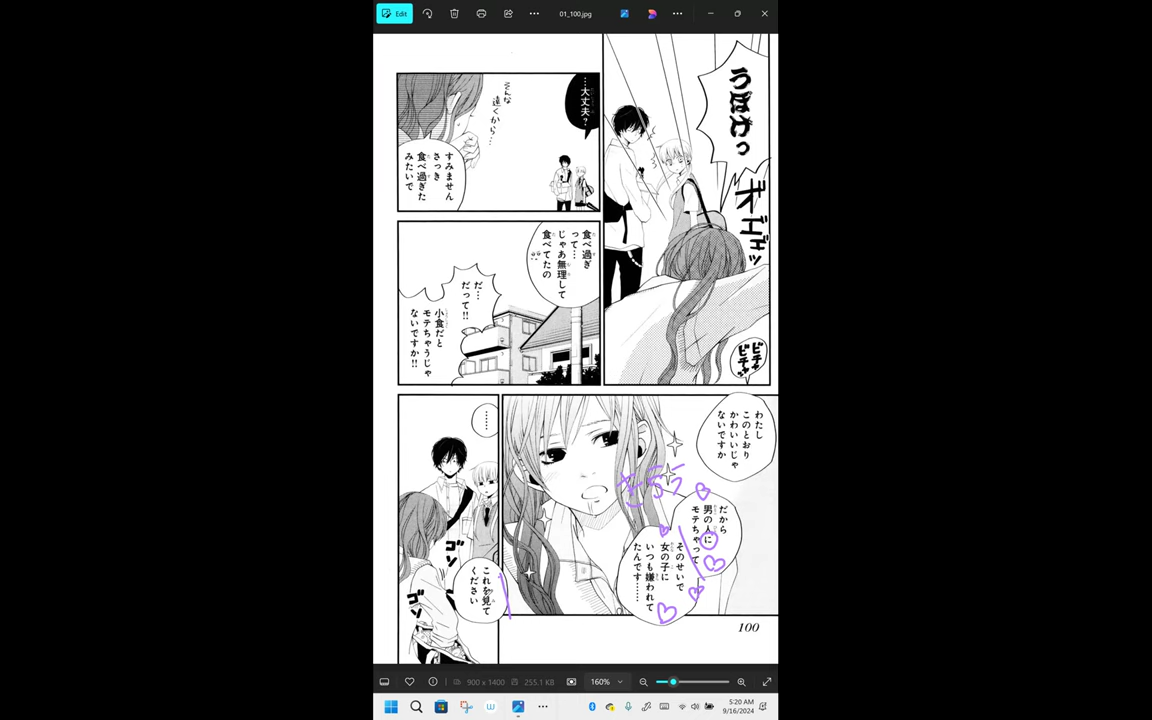 Edit
01_100.jpg
うぼわっ
オエエッ
ビチャ
ビチャ
…大丈夫?
そんな
遠くから…
すみません
さっき
食べ過ぎた
みたいで
食べ過ぎ
って…
じゃあ無理して
食べてたの
だ…
だって!!
小食だと
モテちゃうじゃ
ないですか!!
わたし
このとおり
かわいいじゃ
ないですか
だから
男の人に
モテちゃって
そのせいで
女の子に
いつも嫌われて
たんです……
……
これを見て
ください
ゴソ
ゴソ
100
900 x 1400
255.1 KB
160%
5:20 AM
9/16/2024